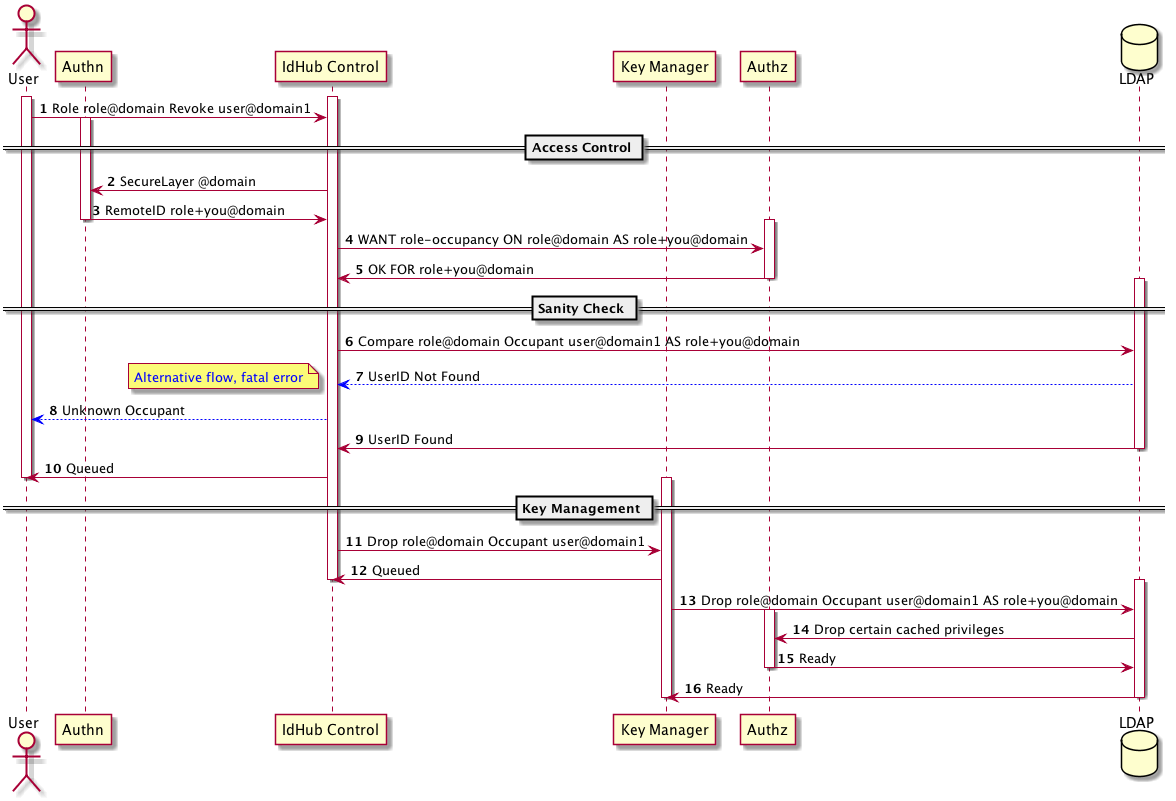 User
Authn
IdHub Control
Key Manager
Authz
LDAP
1 Role role@domain Revoke user@domain1
Access Control
2 SecureLayer @domain
3 RemoteID role+you@domain
4 WANT role-occupancy ON role@domain AS role+you@domain
5 OK FOR role+you@domain
Sanity Check
6 Compare role@domain Occupant user@domain1 AS role+you@domain
Alternative flow, fatal error
7 UserID Not Found
8 Unknown Occupant
9 UserID Found
10 Queued
Key Management
11 Drop role@domain Occupant user@domain1
12 Queued
13 Drop role@domain Occupant user@domain1 AS role+you@domain
14 Drop certain cached privileges
15 Ready
16 Ready
User
Authn
IdHub Control
Key Manager
Authz
LDAP